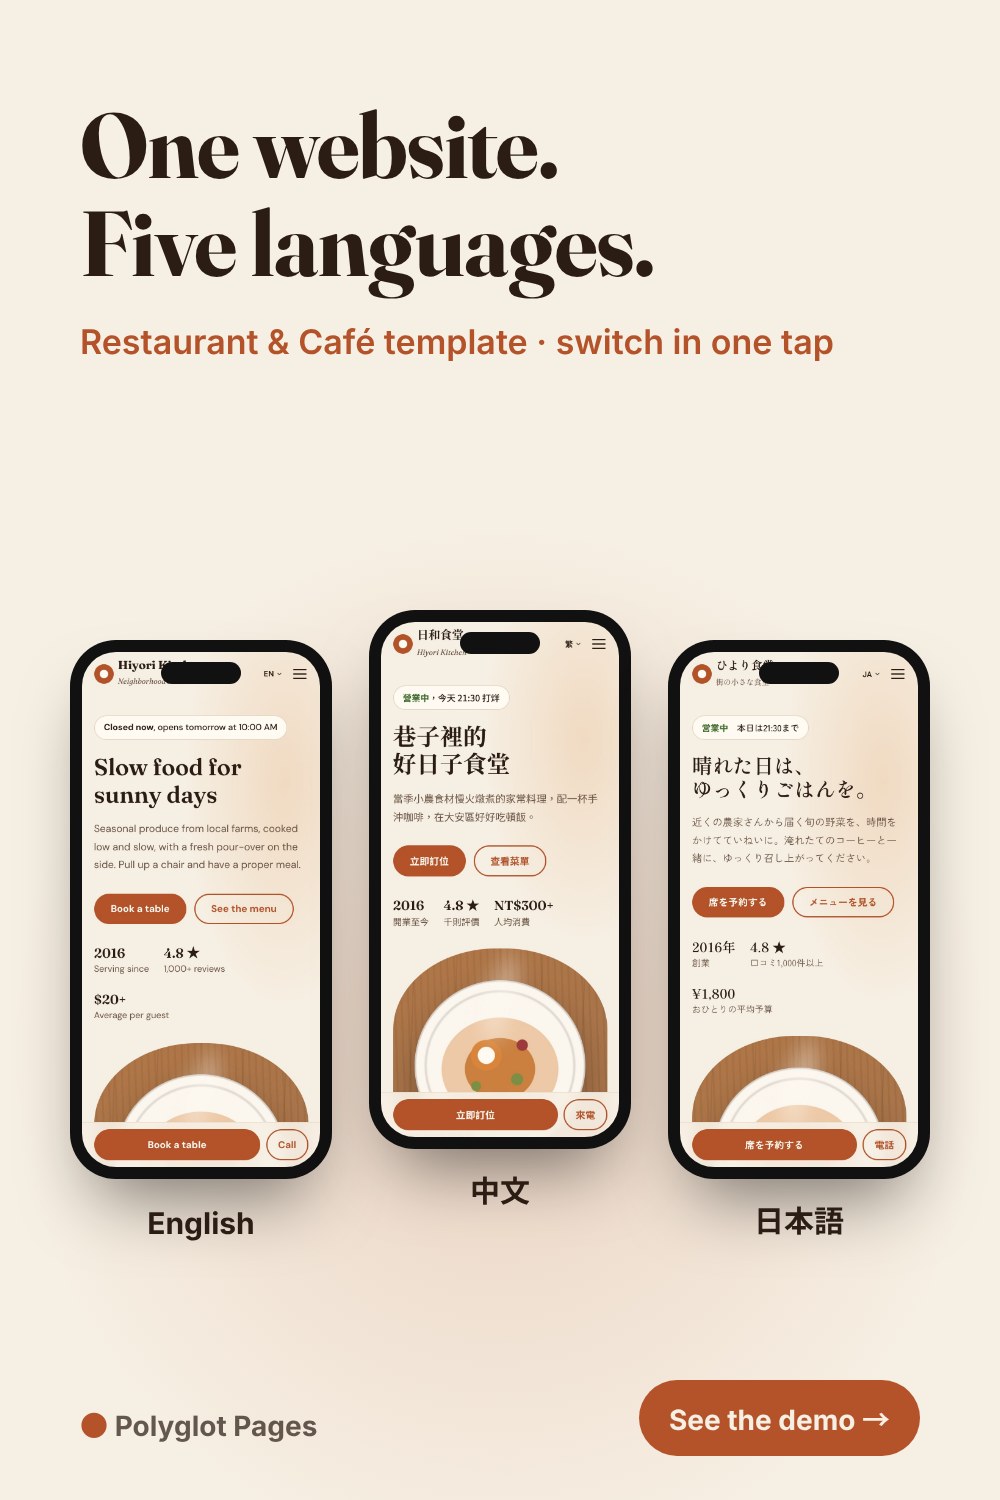 One website.
Five languages.
Restaurant & Café template · switch in one tap
Hiyori
Neighborhood
EN
Closed now, opens tomorrow at 10:00 AM
Slow food for
sunny days
Seasonal produce from local farms, cooked
low and slow, with a fresh pour-over on the
side. Pull up a chair and have a proper meal.
Book a table
See the menu
2016
4.8 ★
Serving since
1,000+ reviews
$20+
Average per guest
Book a table
Call
English
日和食堂
Hiyori Kitchen
繁
營業中，今天 21:30 打烊
巷子裡的
好日子食堂
當季小農食材慢火燉煮的家常料理，配一杯手
沖咖啡，在大安區好好吃頓飯。
立即訂位
查看菜單
2016
4.8 ★
NT$300+
開業至今
千則評價
人均消費
立即訂位
來電
中文
ひより食堂
街の小さな食
JA
営業中 本日は21:30まで
晴れた日は、
ゆっくりごはんを。
近くの農家さんから届く旬の野菜を、時間を
かけてていねいに。淹れたてのコーヒーと一
緒に、ゆっくり召し上がってください。
席を予約する
メニューを見る
2016年
4.8 ★
創業
口コミ1,000件以上
¥1,800
おひとりの平均予算
席を予約する
電話
日本語
Polyglot Pages
See the demo →